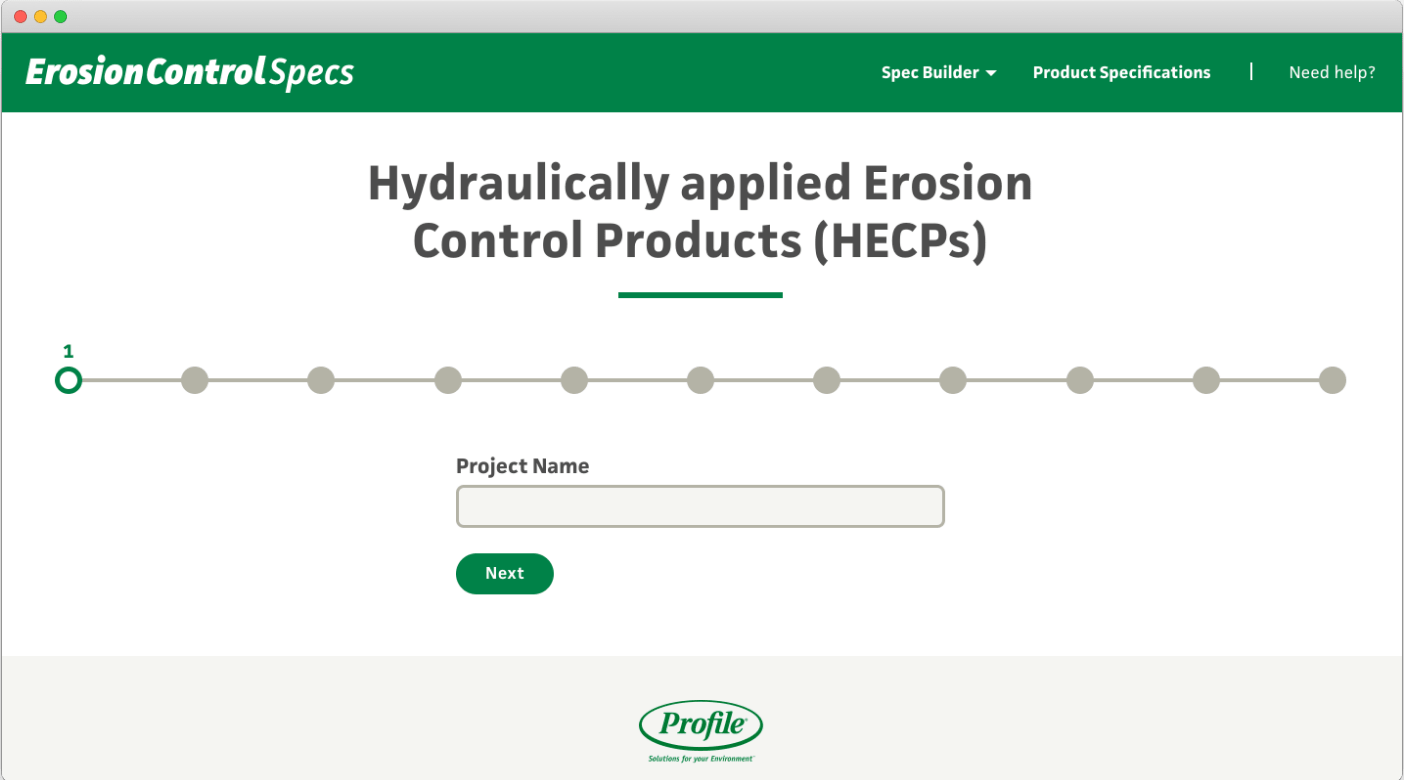 ErosionControlSpecs
Spec Builder
Product Specifications
|
Need help?
Hydraulically applied Erosion
Control Products (HECPs)
1
Project Name
Next
Profile
Solutions for your Environment